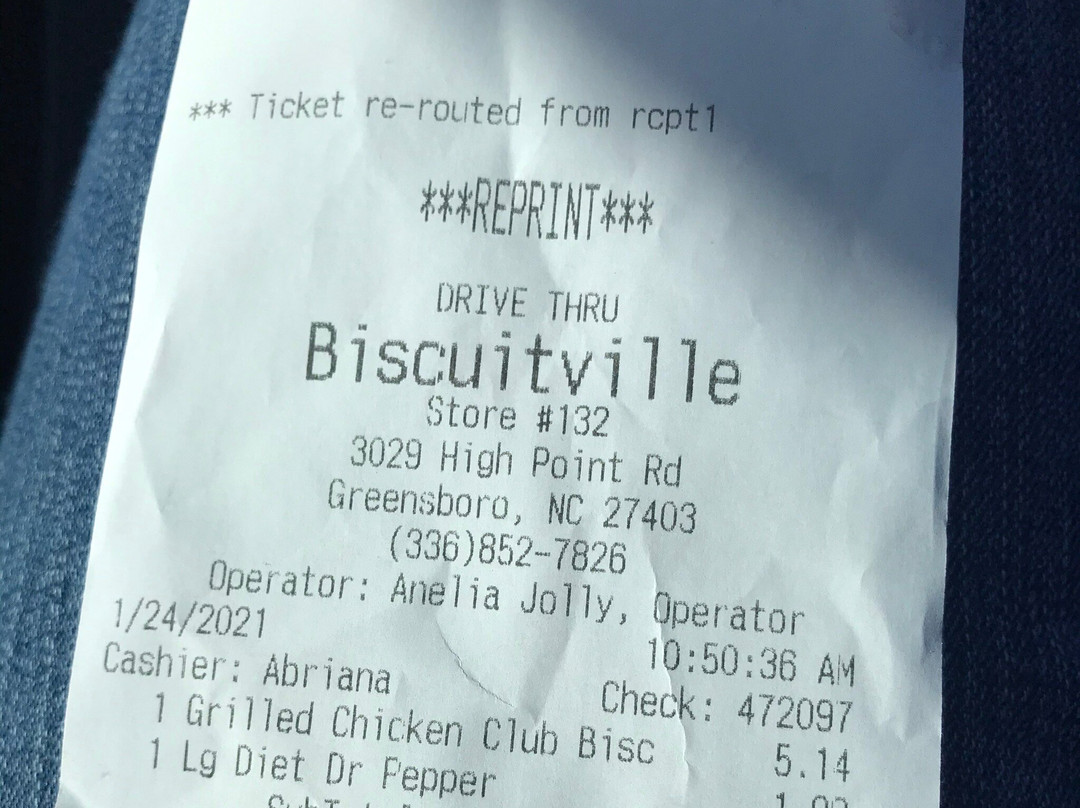 *** Ticket re-routed from rcpt1
***REPRINT***
DRIVE THRU
Biscuitville
Store #132
3029 High Point Rd
Greensboro, NC 27403
(336)852-7826
Operator: Anelia Jolly, Operator
1/24/2021 10:50:36 AM
Cashier: Abriana Check: 472097
1 Grilled Chicken Club Bisc 5.14
1 Lg Diet Dr Pepper